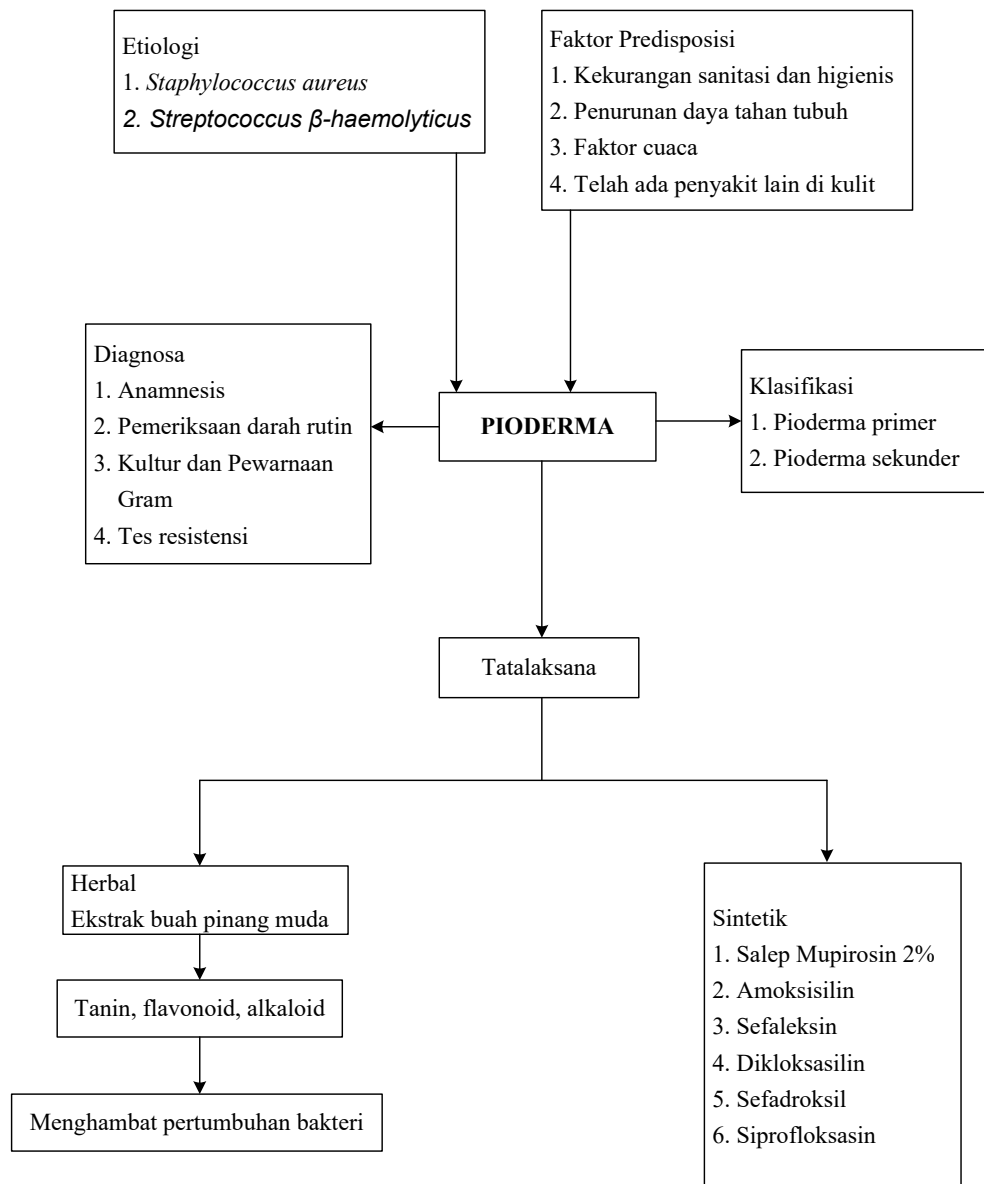 Etiologi
1. Staphylococcus aureus
2. Streptococcus β-haemolyticus
Faktor Predisposisi
1. Kekurangan sanitasi dan higienis
2. Penurunan daya tahan tubuh
3. Faktor cuaca
4. Telah ada penyakit lain di kulit
Diagnosa
1. Anamnesis
2. Pemeriksaan darah rutin
3. Kultur dan Pewarnaan
Gram
4. Tes resistensi
PIODERMA
Klasifikasi
1. Pioderma primer
2. Pioderma sekunder
Tatalaksana
Herbal
Ekstrak buah pinang muda
Tanin, flavonoid, alkaloid
Menghambat pertumbuhan bakteri
Sintetik
1. Salep Mupirosin 2%
2. Amoksisilin
3. Sefaleksin
4. Dikloksasilin
5. Sefadroksil
6. Siprofloksasin